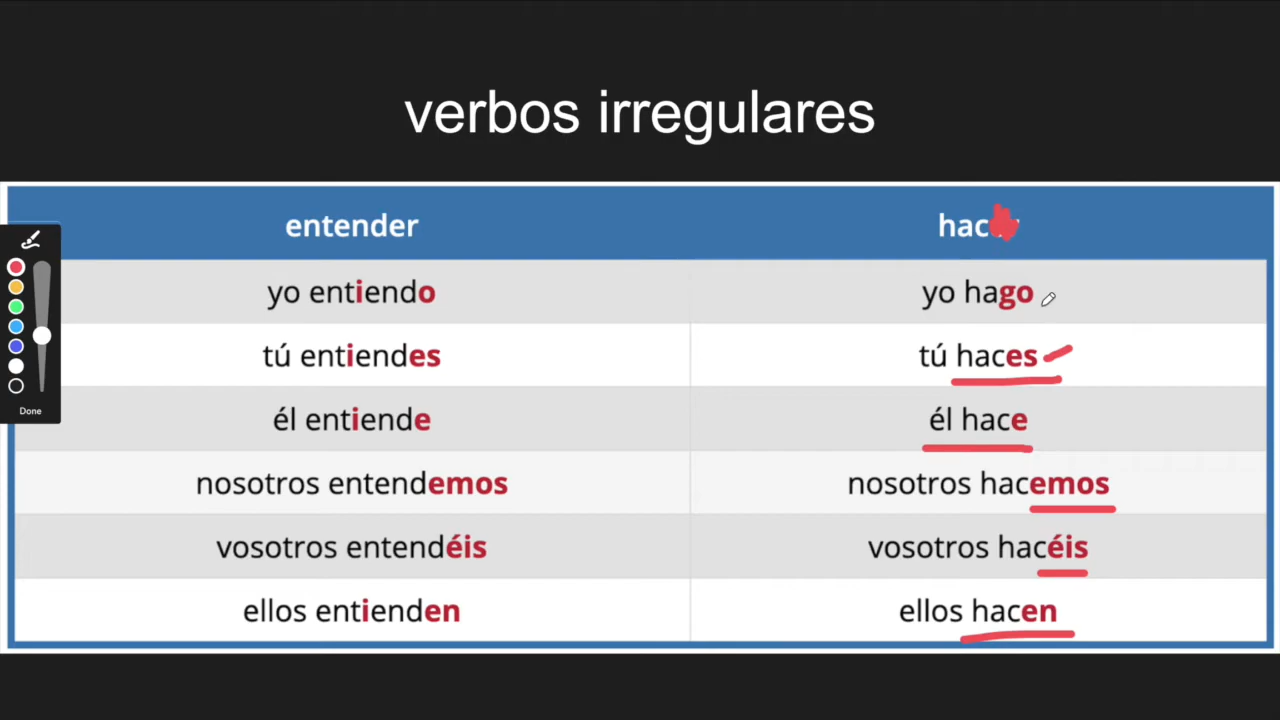 verbos irregulares
entender hac
yo entiendo yo hago
tú entiendes tú haces
él entiende él hace
nosotros entendemos nosotros hacemos
vosotros entendéis vosotros hacéis
ellos entienden ellos hacen
Done